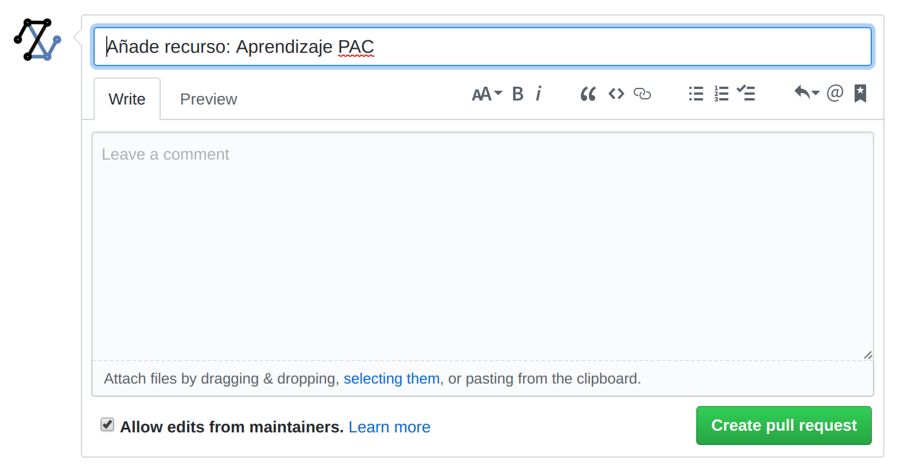 Añade recurso: Aprendizaje PAC
Write Preview AA B i @
Leave a comment
Attach files by dragging & dropping, selecting them, or pasting from the clipboard.
Allow edits from maintainers. Learn more Create pull request